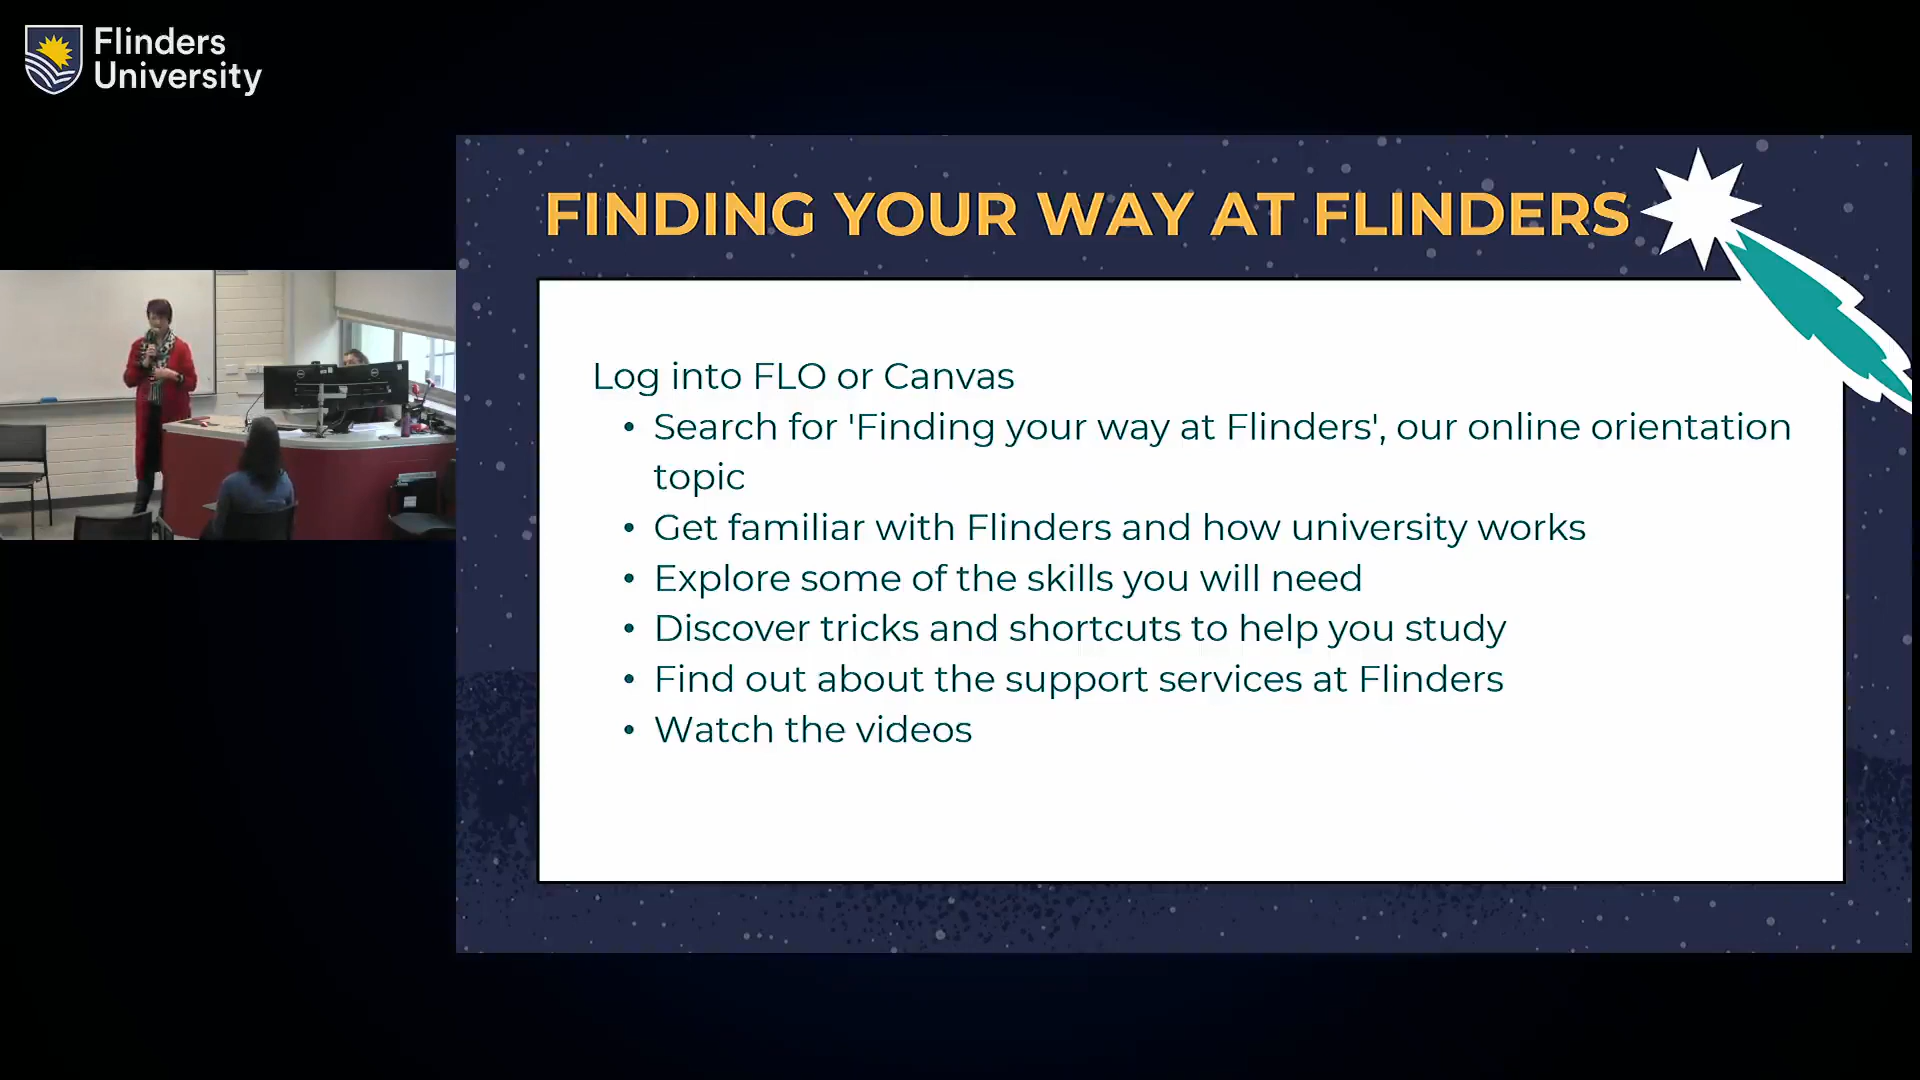 Flinders
University
FINDING YOUR WAY AT FLINDERS
Log into FLO or Canvas
• Search for 'Finding your way at Flinders', our online orientation
topic
• Get familiar with Flinders and how university works
• Explore some of the skills you will need
• Discover tricks and shortcuts to help you study
• Find out about the support services at Flinders
• Watch the videos